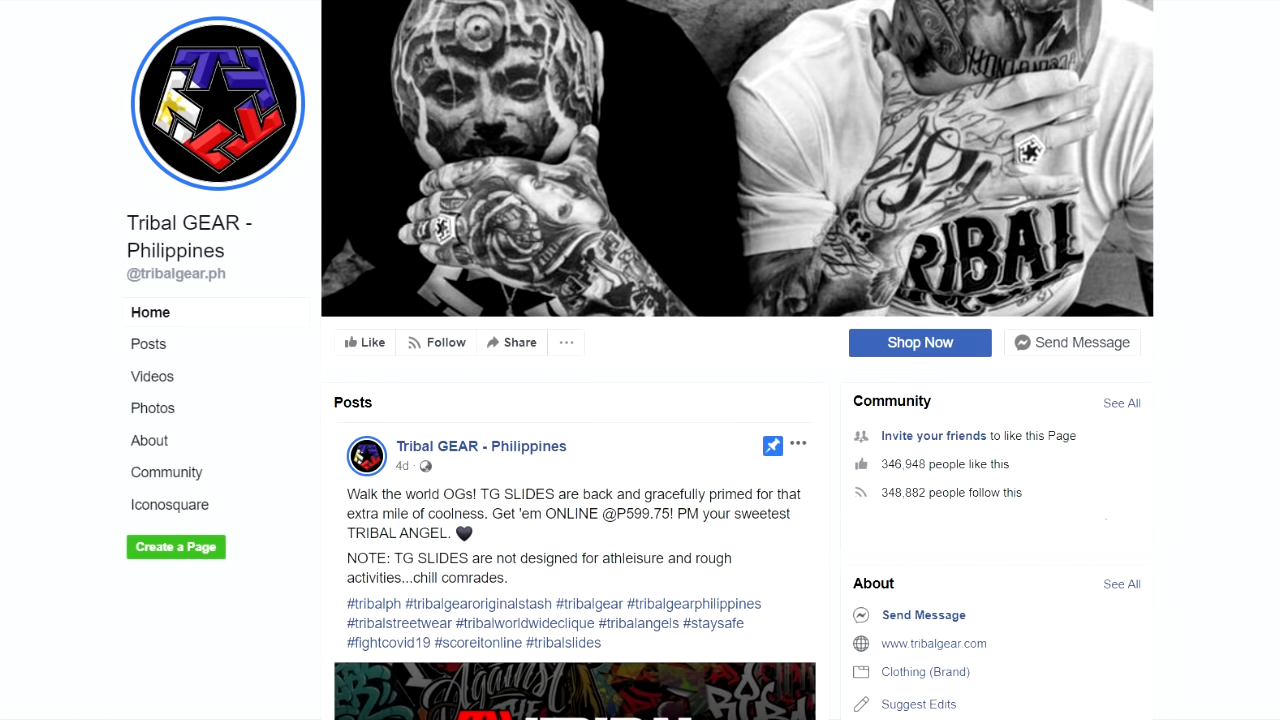 Tribal GEAR -
Philippines
@tribalgear.ph
Home
Posts
Videos
Photos
About
Community
Iconosquare
Create a Page
TRIBAL
Like
Follow
Share
Shop Now
Send Message
Posts
Tribal GEAR - Philippines
4d ·
Walk the world OGs! TG SLIDES are back and gracefully primed for that
extra mile of coolness. Get 'em ONLINE @P599.75! PM your sweetest
TRIBAL ANGEL. 🖤
NOTE: TG SLIDES are not designed for athleisure and rough
activities...chill comrades.
#tribalph #tribalgearoriginalstash #tribalgear #tribalgearphilippines
#tribalstreetwear #tribalworldwideclique #tribalangels #staysafe
#fightcovid19 #scoreitonline #tribalslides
Against
THE
TRIBAL
Community
See All
Invite your friends to like this Page
346,948 people like this
348,882 people follow this
About
See All
Send Message
www.tribalgear.com
Clothing (Brand)
Suggest Edits